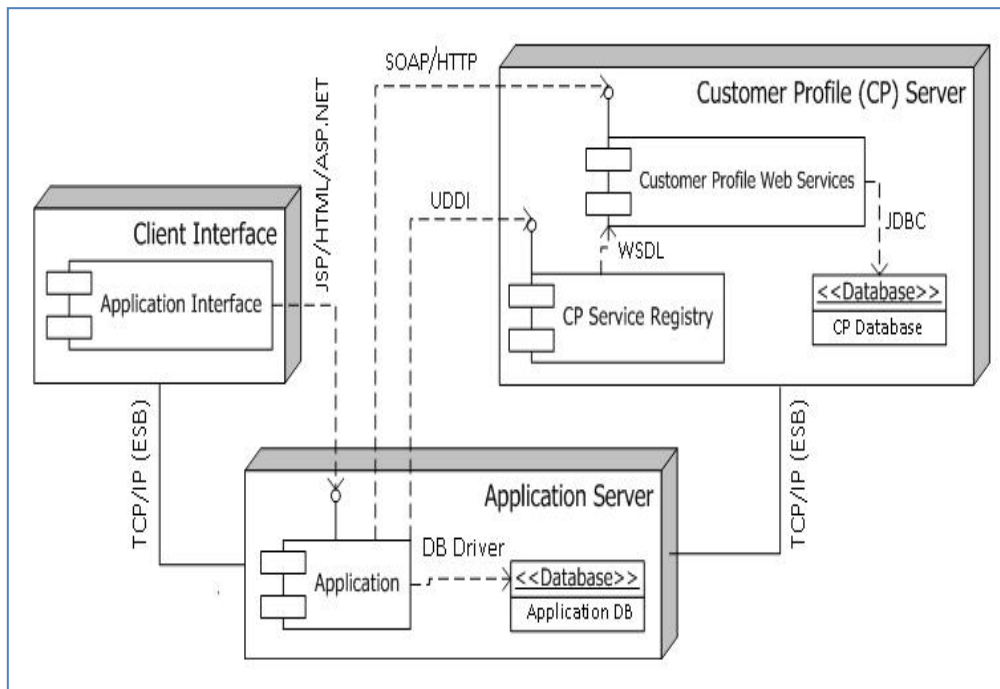 SOAP/HTTP
Customer Profile (CP) Server
JSP/HTML/ASP.NET
Customer Profile Web Services
UDDI
JDBC
Client Interface
WSDL
Application Interface
<<Database>>
CP Service Registry
CP Database
TCP/IP (ESB)
TCP/IP (ESB)
Application Server
DB Driver
Application
<<Database>>
Application DB